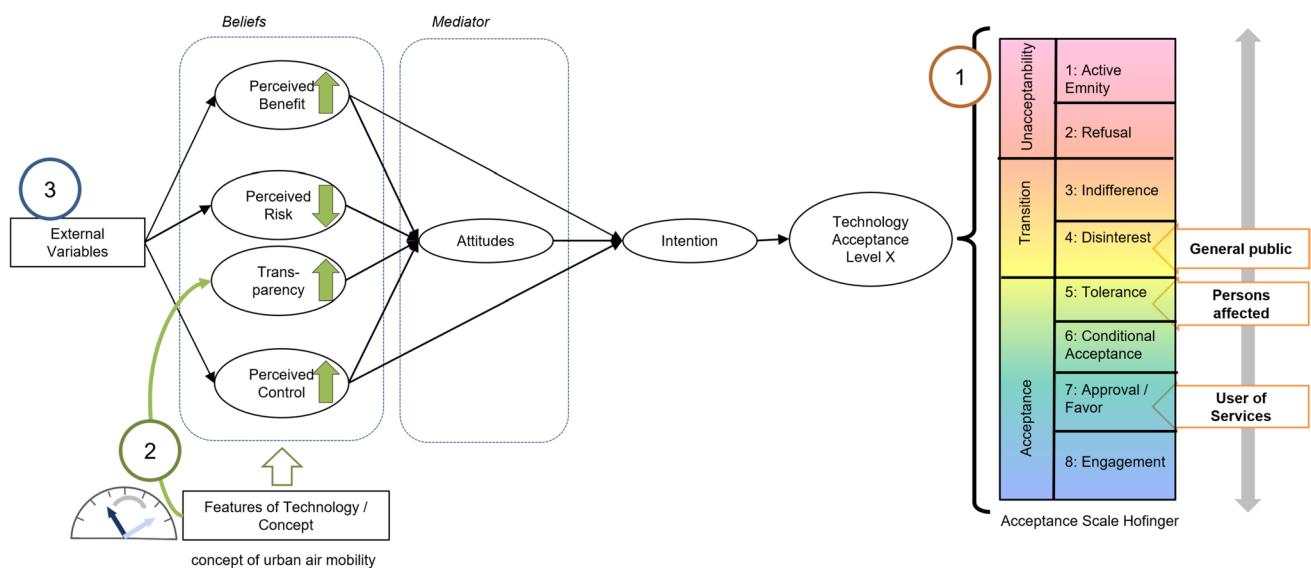 Beliefs
Mediator
Perceived
Benefit
Perceived
Risk
Trans-
parency
Perceived
Control
3
External
Variables
Attitudes
Intention
Technology
Acceptance
Level X
2
Features of Technology /
Concept
concept of urban air mobility
1
Unacceptanbility
Transition
Acceptance
1: Active
Emnity
2: Refusal
3: Indifference
4: Disinterest
5: Tolerance
6: Conditional
Acceptance
7: Approval /
Favor
8: Engagement
Acceptance Scale Hofinger
General public
Persons
affected
User of
Services